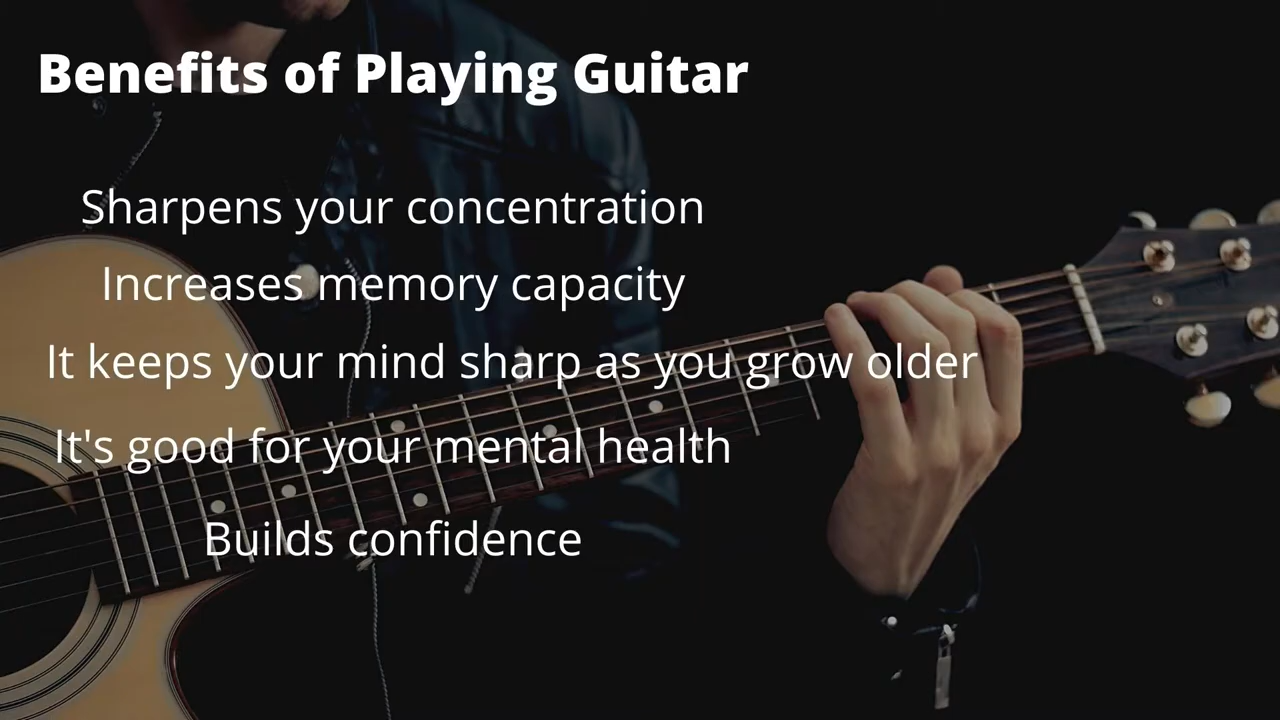 Benefits of Playing Guitar
Sharpens your concentration
Increases memory capacity
It keeps your mind sharp as you grow older
It's good for your mental health
Builds confidence